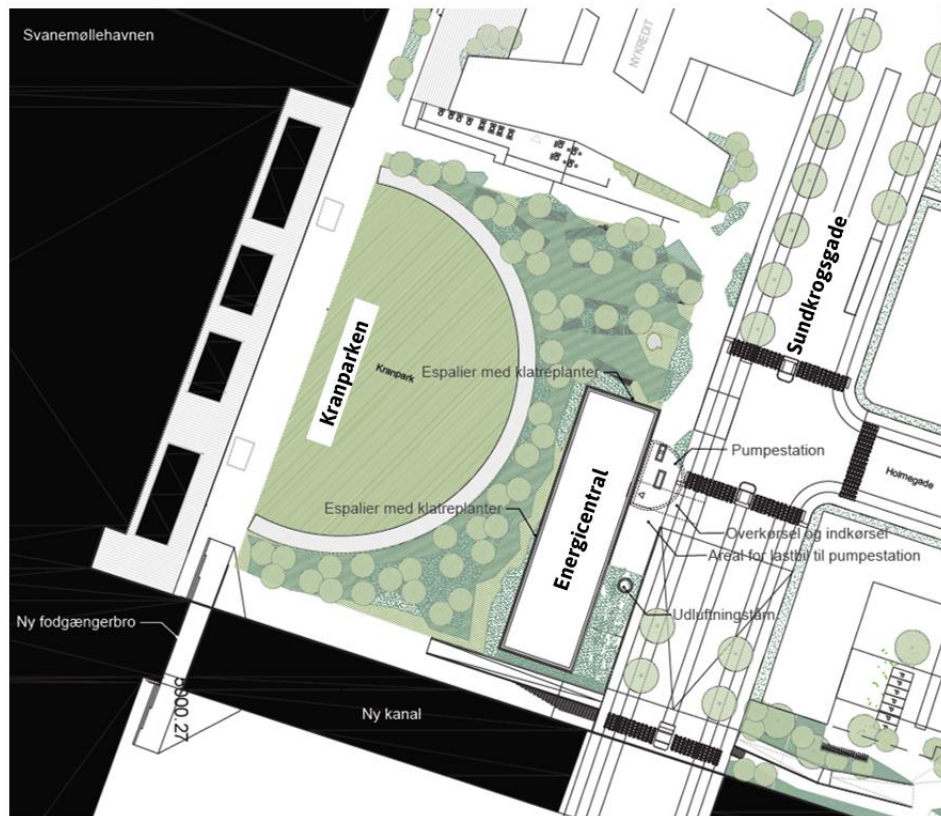 Svanemøllehavnen
NYKREDIT
Sundkrogsgade
Kranparken
Kranpark
Espalier med klatreplanter
Pumpestation
Holmegade
Espalier med klatreplanter
Energicentral
Overkørsel og indkørsel
Areal for lastbil til pumpestation
Udluftningstårn
Ny fodgængerbro
5900.27
Ny kanal